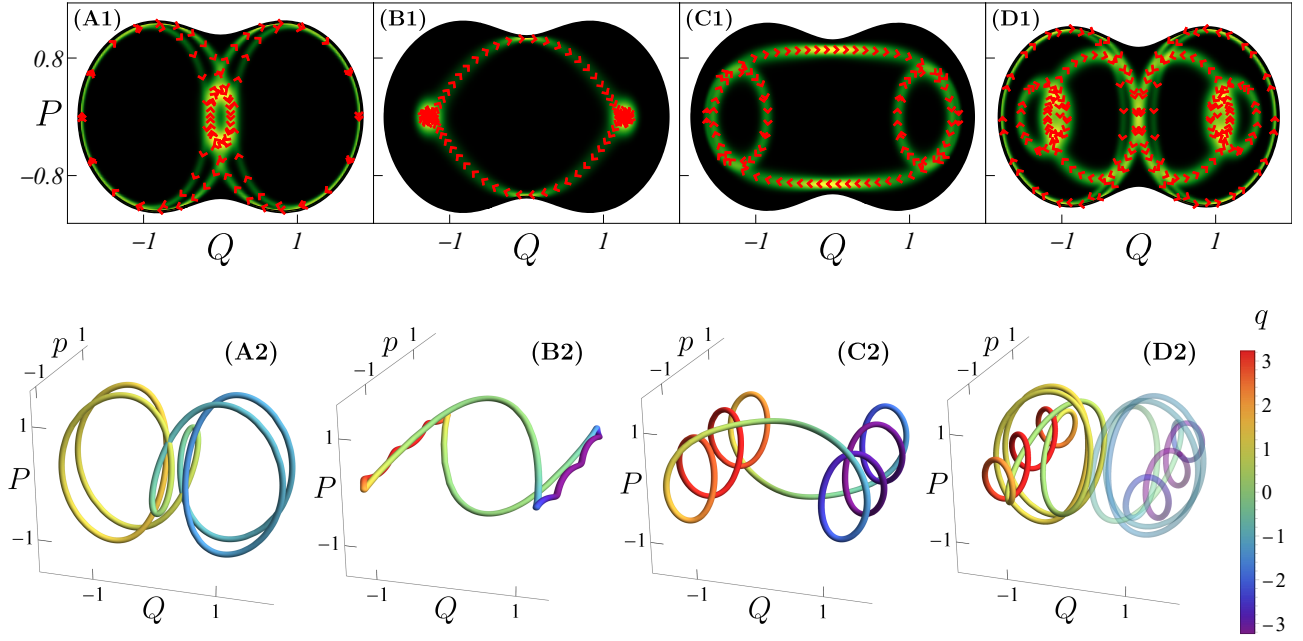 (A1) (B1) (C1) (D1)
0.8
P
-0.8
-1 1 -1 1 -1 1 -1 1
Q Q Q Q
q
p 1 p 1 p 1 p 1
(A2) (B2) (C2) (D2)
-1 -1 -1 -1
3
2
1 1 1 1
1
P P P P
0
-1
-1 -1 -1 -1
-2
-1 -1 -1 -1
Q 1 Q 1 Q 1 Q 1
-3